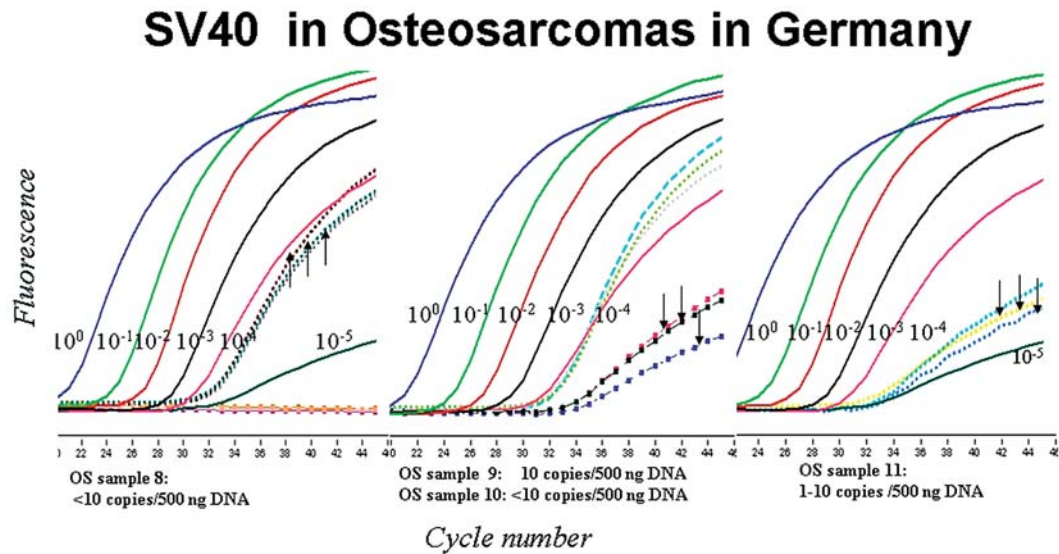 SV40 in Osteosarcomas in Germany
Fluorescence
10⁰ 10⁻¹ 10⁻² 10⁻³ 10⁻⁴ 10⁻⁵
10⁰ 10⁻¹ 10⁻² 10⁻³ 10⁻⁴
10⁰ 10⁻¹ 10⁻² 10⁻³ 10⁻⁴ 10⁻⁵
22 24 26 28 30 32 34 36 38 40 42 44
22 24 26 28 30 32 34 36 38 40 42 44
24 26 28 30 32 34 36 38 40 42 44
OS sample 8:
<10 copies/500 ng DNA
OS sample 9: 10 copies/500 ng DNA
OS sample 10: <10 copies/500 ng DNA
OS sample 11:
1-10 copies /500 ng DNA
Cycle number